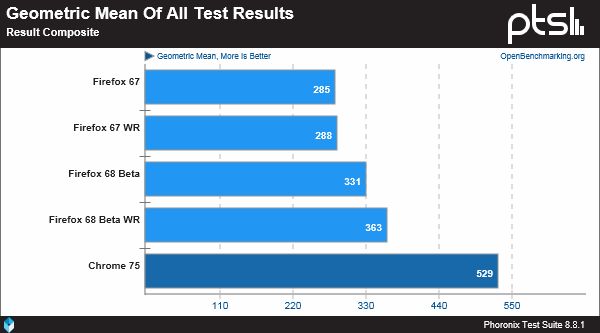 Geometric Mean Of All Test Results
Result Composite
ptsl
Geometric Mean, More Is Better
OpenBenchmarking.org
Firefox 67
285
Firefox 67 WR
288
Firefox 68 Beta
331
Firefox 68 Beta WR
363
Chrome 75
529
110 220 330 440 550
Phoronix Test Suite 8.8.1